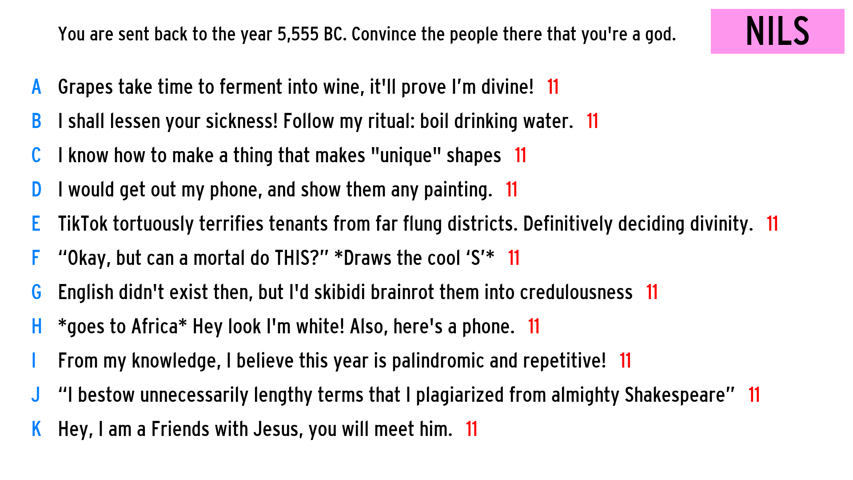 You are sent back to the year 5,555 BC. Convince the people there that you're a god.
NILS
A Grapes take time to ferment into wine, it'll prove I’m divine! 11
B I shall lessen your sickness! Follow my ritual: boil drinking water. 11
C I know how to make a thing that makes "unique" shapes 11
D I would get out my phone, and show them any painting. 11
E TikTok tortuously terrifies tenants from far flung districts. Definitively deciding divinity. 11
F “Okay, but can a mortal do THIS?” *Draws the cool ‘S’* 11
G English didn't exist then, but I'd skibidi brainrot them into credulousness 11
H *goes to Africa* Hey look I'm white! Also, here's a phone. 11
I From my knowledge, I believe this year is palindromic and repetitive! 11
J “I bestow unnecessarily lengthy terms that I plagiarized from almighty Shakespeare” 11
K Hey, I am a Friends with Jesus, you will meet him. 11